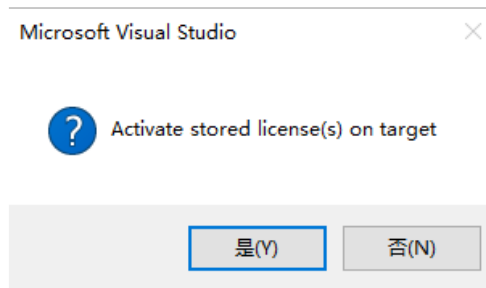 Microsoft Visual Studio
Activate stored license(s) on target
是(Y)
否(N)